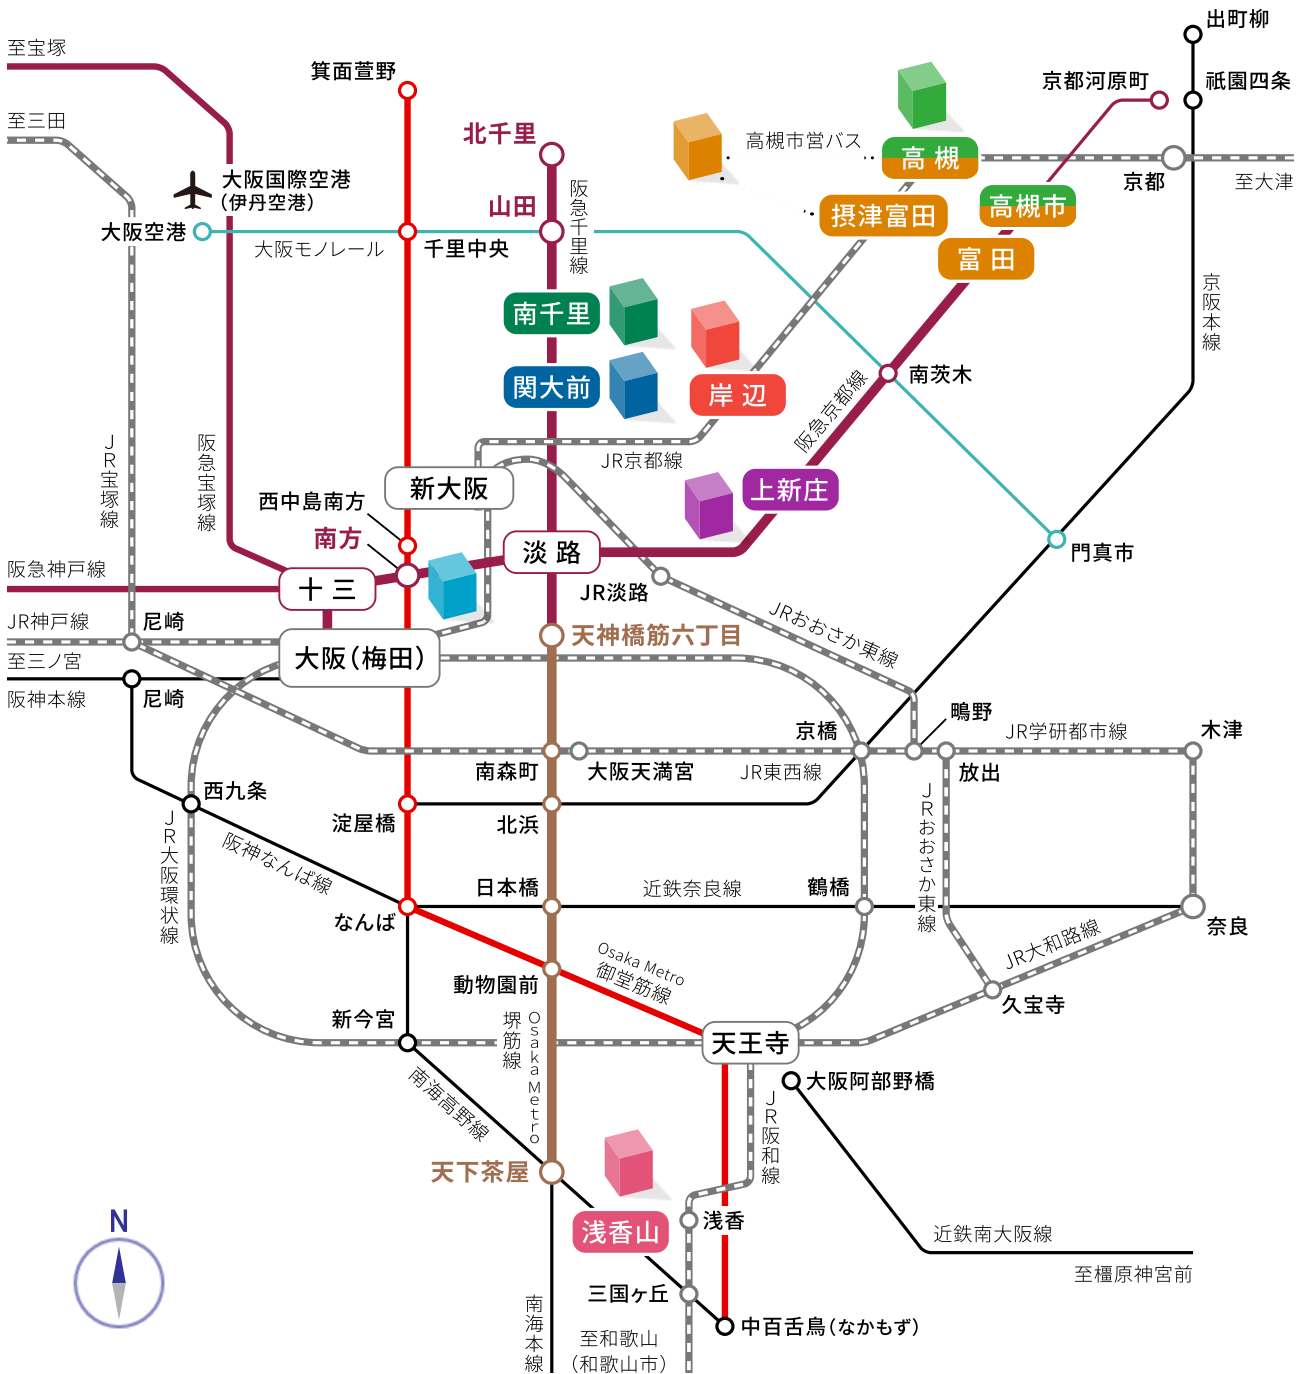 出町柳
至宝塚
箕面萱野
京都河原町
祇園四条
至三田
北千里
高槻市営バス
高 槻
京都
至大津
大阪国際空港
(伊丹空港)
山田
阪急千里線
摂津富田
高槻市
大阪空港
大阪モノレール
千里中央
富 田
京阪本線
南千里
関大前
岸 辺
南茨木
阪急京都線
JR宝塚線
阪急宝塚線
JR京都線
新大阪
上新庄
西中島南方
南方
淡 路
門真市
阪急神戸線
十 三
JR淡路
JR神戸線
尼崎
天神橋筋六丁目
JRおおさか東線
至三ノ宮
大阪(梅田)
阪神本線
尼崎
鴫野
京橋
JR学研都市線
木津
南森町
大阪天満宮
JR東西線
放出
西九条
淀屋橋
北浜
JRおおさか東線
JR大阪環状線
阪神なんば線
日本橋
近鉄奈良線
鶴橋
なんば
奈良
JR大和路線
Osaka Metro
御堂筋線
動物園前
久宝寺
新今宮
堺筋線
Osaka Metro
天王寺
南海高野線
大阪阿部野橋
JR阪和線
天下茶屋
浅香山
浅香
近鉄南大阪線
至橿原神宮前
三国ヶ丘
中百舌鳥(なかもず)
南海本線
至和歌山
(和歌山市)
N